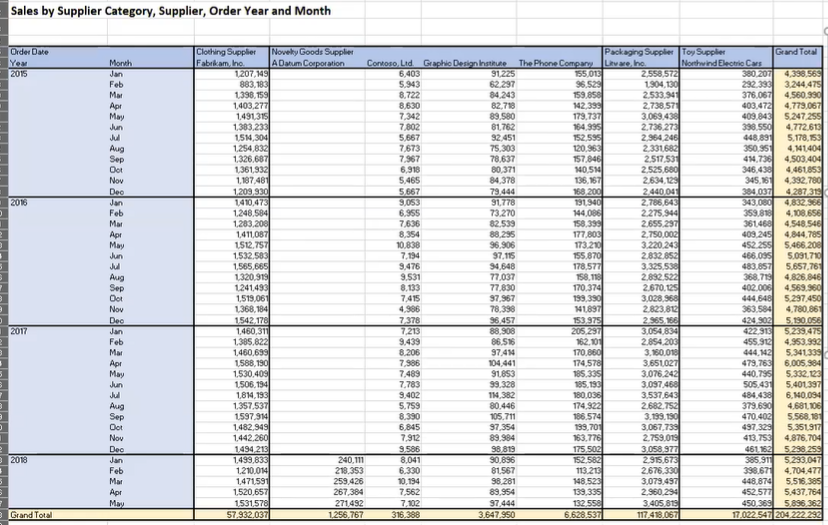 Sales by Supplier Category, Supplier, Order Year and Month
Order Date Clothing Supplier Novelty Goods Supplier Packaging Supplier Toy Supplier Grand Total
Year Month Fabrikam, Inc. A Datum Corporation Contoso, Ltd. Graphic Design Institute The Phone Company Litware, Inc. Northwind Electric Cars
2015 Jan 1,207,149 6,403 91,225 155,013 2,558,572 380,207 4,398,569
Feb 883,183 5,943 62,297 96,529 1,904,130 292,393 3,244,475
Mar 1,398,159 8,722 84,243 159,858 2,533,941 376,067 4,560,990
Apr 1,403,277 8,630 82,718 142,399 2,738,571 403,472 4,779,067
May 1,491,315 7,342 89,580 179,737 3,069,438 409,843 5,247,255
Jun 1,383,233 7,802 81,762 164,995 2,736,273 398,550 4,772,613
Jul 1,514,304 5,667 92,451 152,595 2,964,246 448,891 5,178,153
Aug 1,254,832 7,673 75,303 120,963 2,331,682 350,951 4,141,404
Sep 1,326,687 7,967 78,637 157,846 2,517,531 414,736 4,503,404
Oct 1,361,932 6,918 80,371 140,514 2,525,680 346,438 4,461,853
Nov 1,187,481 5,465 84,378 136,167 2,634,129 345,161 4,392,780
Dec 1,209,930 5,667 79,444 168,200 2,440,041 384,037 4,287,319
2016 Jan 1,410,473 9,053 91,778 191,940 2,786,643 343,080 4,832,966
Feb 1,248,584 6,955 73,270 144,086 2,275,944 359,818 4,108,656
Mar 1,283,208 7,636 82,539 158,399 2,655,297 361,468 4,548,546
Apr 1,411,087 8,354 88,295 177,803 2,750,002 409,245 4,844,785
May 1,512,757 10,838 96,906 173,210 3,220,243 452,255 5,466,208
Jun 1,532,583 7,194 97,115 155,870 2,832,852 466,095 5,091,710
Jul 1,565,665 9,476 94,648 178,577 3,325,538 483,857 5,657,761
Aug 1,320,919 9,531 77,037 158,118 2,892,522 368,719 4,826,846
Sep 1,241,493 8,133 77,830 170,374 2,670,125 402,006 4,569,960
Oct 1,519,061 7,415 97,967 199,390 3,028,968 444,648 5,297,450
Nov 1,368,184 4,986 78,398 141,897 2,823,812 363,584 4,780,861
Dec 1,542,178 7,378 96,457 153,975 2,965,166 424,902 5,190,056
2017 Jan 1,460,311 7,213 88,908 205,297 3,054,834 422,913 5,239,475
Feb 1,385,822 9,439 86,516 162,101 2,854,203 455,912 4,953,992
Mar 1,460,699 8,206 97,414 170,860 3,160,018 444,142 5,341,339
Apr 1,588,190 7,986 104,441 174,578 3,651,027 479,763 6,005,984
May 1,530,409 7,489 91,853 185,335 3,076,242 440,795 5,332,123
Jun 1,506,194 7,783 99,328 185,193 3,097,468 505,431 5,401,397
Jul 1,814,193 9,402 114,382 180,036 3,537,643 484,438 6,140,094
Aug 1,357,537 5,759 80,446 174,922 2,682,752 379,690 4,681,106
Sep 1,597,914 8,390 105,711 186,574 3,199,190 470,402 5,568,181
Oct 1,482,949 6,845 97,354 199,701 3,067,739 497,329 5,351,917
Nov 1,442,260 7,912 89,984 163,776 2,759,019 413,753 4,876,704
Dec 1,494,213 9,586 98,819 175,502 3,058,977 461,162 5,298,259
2018 Jan 1,499,833 240,111 8,041 90,896 152,582 2,915,673 385,911 5,293,047
Feb 1,210,014 218,353 6,330 81,567 113,213 2,676,330 398,671 4,704,477
Mar 1,471,591 259,426 10,194 98,281 148,523 3,079,497 448,874 5,516,385
Apr 1,520,657 267,384 7,562 89,954 139,335 2,960,294 452,577 5,437,764
May 1,531,578 271,492 7,102 97,444 132,558 3,405,819 450,369 5,896,362
Grand Total 57,932,037 1,256,767 316,388 3,647,950 6,628,537 117,418,067 17,022,547 204,222,292